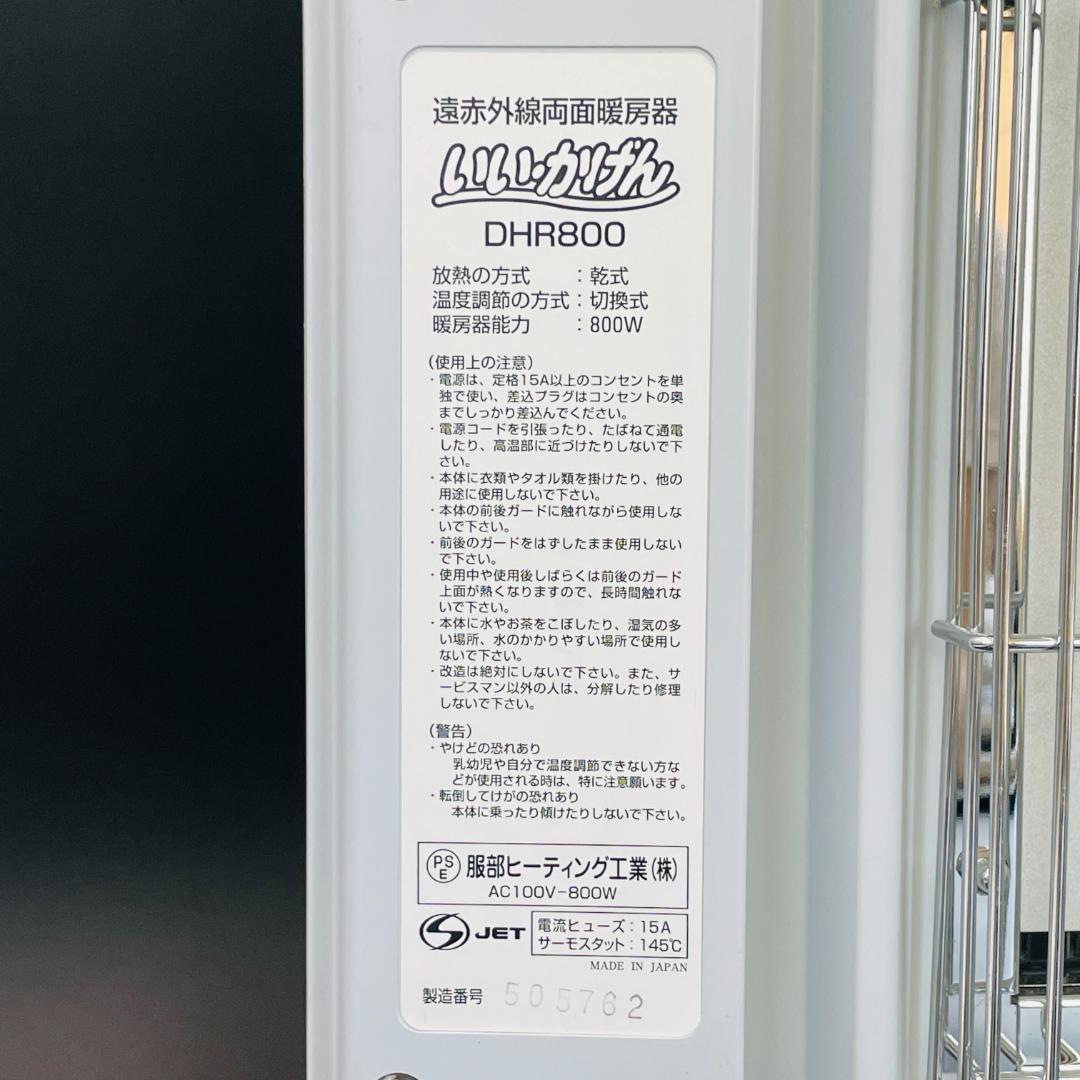 遠赤外線両面暖房器
いい・かげん
DHR800
放熱の方式　：乾式
温度調節の方式：切換式
暖房器能力　：800W
（使用上の注意）
・電源は、定格15A以上のコンセントを単
独で使い、差込プラグはコンセントの奥
までしっかり差込んでください。
・電源コードを引張ったり、たばねて通電
したり、高温部に近づけたりしないで下
さい。
・本体に衣類やタオル類を掛けたり、他の
用途に使用しないで下さい。
・本体の前後ガードに触れながら使用しな
いで下さい。
・前後のガードをはずしたまま使用しない
で下さい。
・使用中や使用後しばらくは前後のガード
上面が熱くなりますので、長時間触れな
いで下さい。
・本体に水やお茶をこぼしたり、湿気の多
い場所、水のかかりやすい場所で使用し
ないで下さい。
・改造は絶対にしないで下さい。また、サ
ービスマン以外の人は、分解したり修理
しないで下さい。
（警告）
・やけどの恐れあり
乳幼児や自分で温度調節できない方な
どが使用される時は、特に注意願います。
・転倒してけがの恐れあり
本体に乗ったり傾けたりしないで下さい。
PSE 服部ヒーティング工業(株)
AC100V-800W
S JET
電流ヒューズ：15A
サーモスタット：145℃
MADE IN JAPAN
製造番号 505762